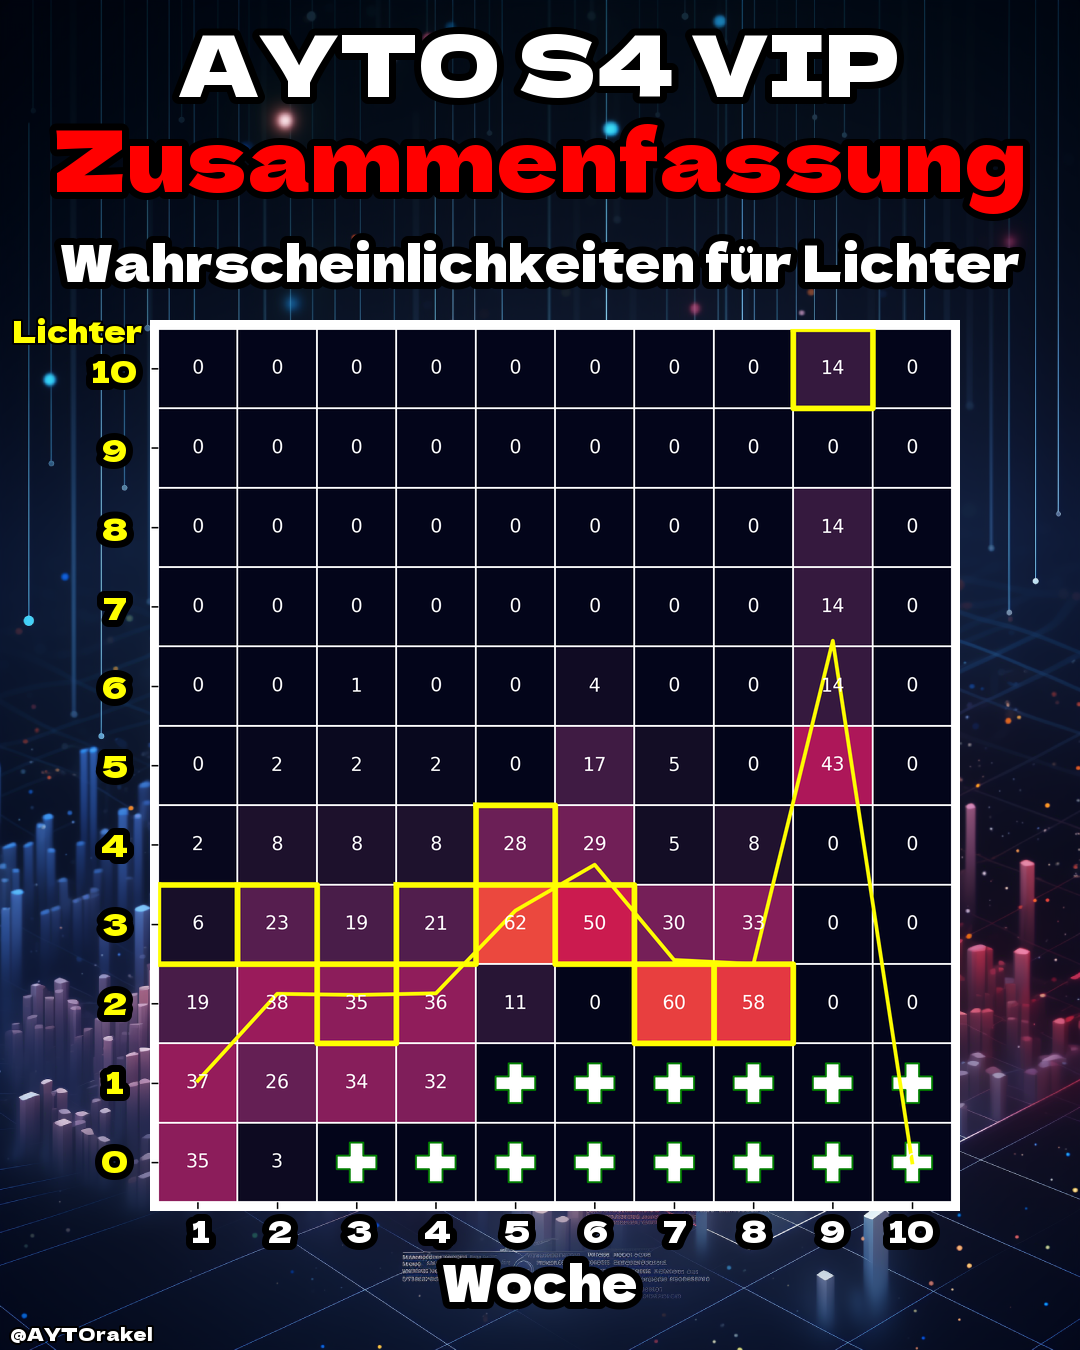 AYTO S4 VIP
Zusammenfassung
Wahrscheinlichkeiten für Lichter
Lichter
10 0 0 0 0 0 0 0 0 14 0
9 0 0 0 0 0 0 0 0 0 0
8 0 0 0 0 0 0 0 0 14 0
7 0 0 0 0 0 0 0 0 14 0
6 0 0 1 0 0 4 0 0 14 0
5 0 2 2 2 0 17 5 0 43 0
4 2 8 8 8 28 29 5 8 0 0
3 6 23 19 21 62 50 30 33 0 0
2 19 38 35 36 11 0 60 58 0 0
1 37 26 34 32
0 35 3
1 2 3 4 5 6 7 8 9 10
Woche
@AYTOrakel